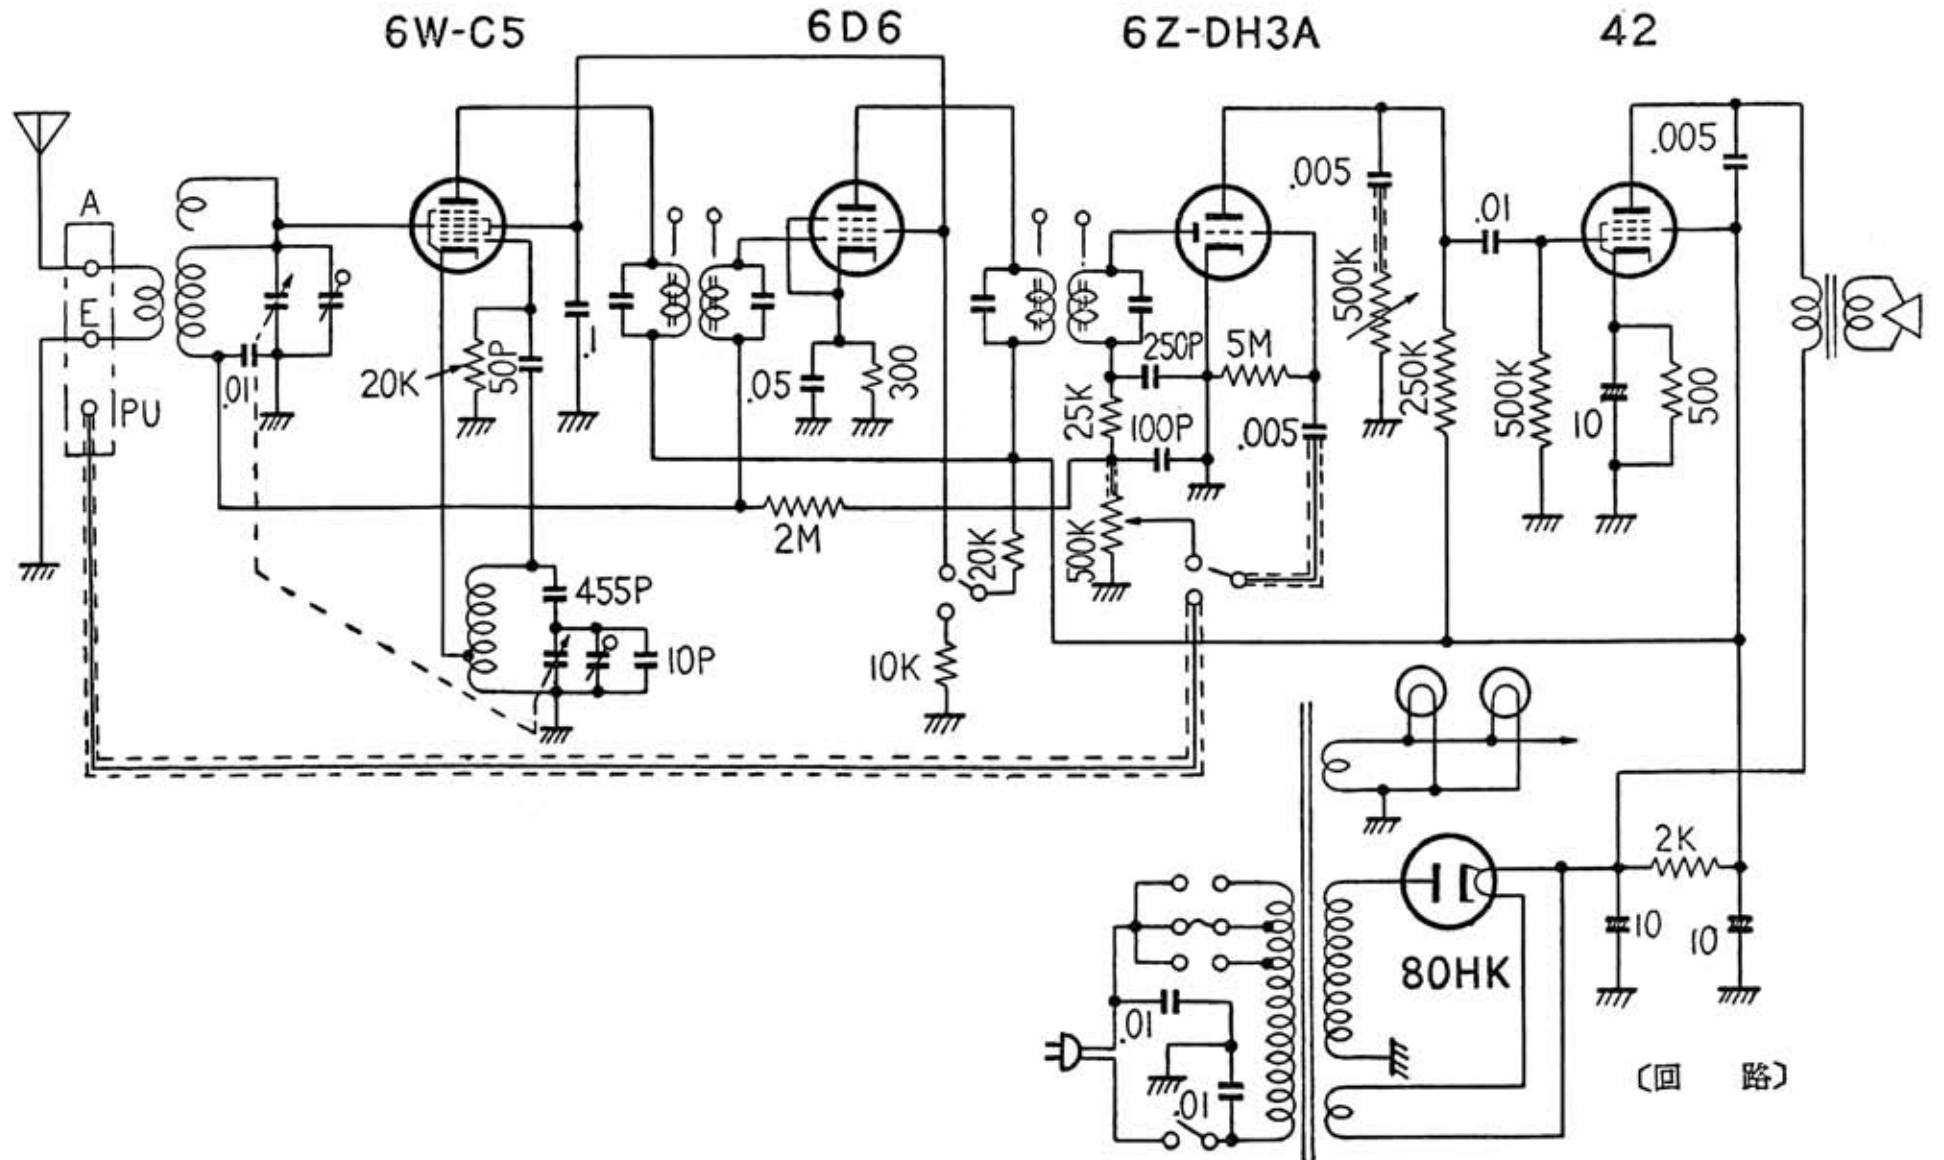 6W-C5 6D6 6Z-DH3A 42
A
E
PU
.01
20K
50P
.1
.05
300
250P
5M
25K
100P
.005
.005
500K
250K
.01
500K
10
500
.005
2M
20K
500K
455P
10P
10K
2K
10
10
80HK
.01
.01
〔回 路〕